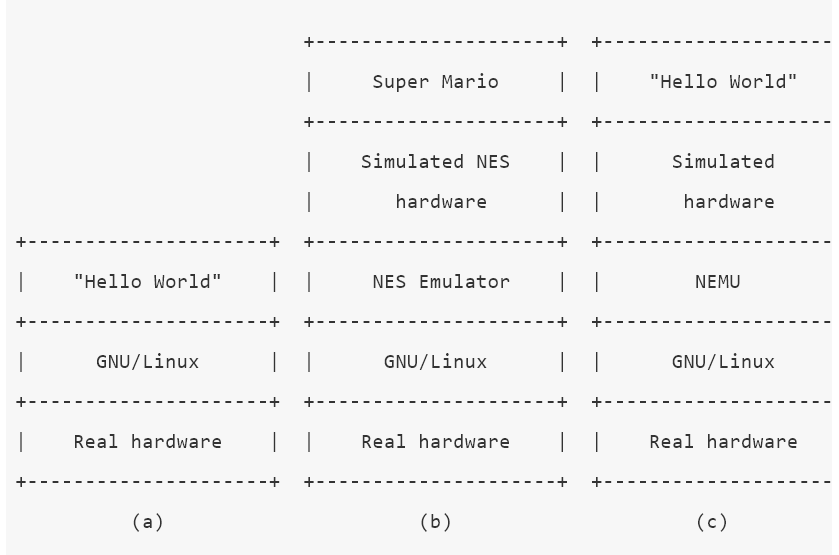 +---------------------+  +---------------------
                         |     Super Mario     |  |    "Hello World"
                         +---------------------+  +---------------------
                         |    Simulated NES    |  |      Simulated
                         |       hardware      |  |       hardware
+---------------------+  +---------------------+  +---------------------
|    "Hello World"    |  |     NES Emulator    |  |        NEMU
+---------------------+  +---------------------+  +---------------------
|      GNU/Linux      |  |      GNU/Linux      |  |      GNU/Linux
+---------------------+  +---------------------+  +---------------------
|    Real hardware    |  |    Real hardware    |  |    Real hardware
+---------------------+  +---------------------+  +---------------------
          (a)                      (b)                     (c)